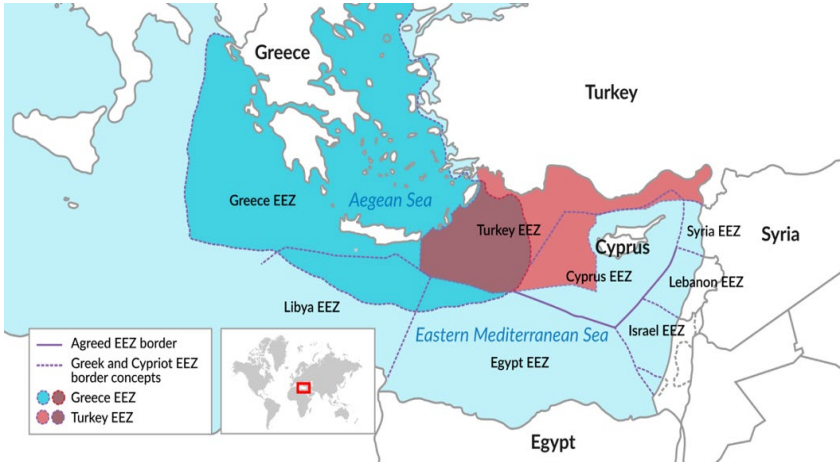 Greece
Turkey
Aegean Sea
Greece EEZ
Turkey EEZ
Cyprus
Syria EEZ
Syria
Cyprus EEZ
Lebanon EEZ
Libya EEZ
Israel EEZ
Eastern Mediterranean Sea
Egypt EEZ
Agreed EEZ border
Greek and Cypriot EEZ
border concepts
Greece EEZ
Turkey EEZ
Egypt